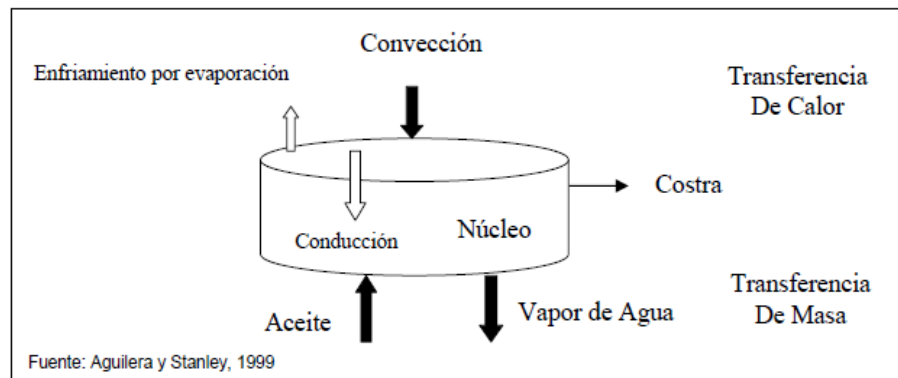 Convección
Enfriamiento por evaporación
Transferencia
De Calor
Costra
Núcleo
Conducción
Transferencia
De Masa
Vapor de Agua
Aceite
Fuente: Aguilera y Stanley, 1999